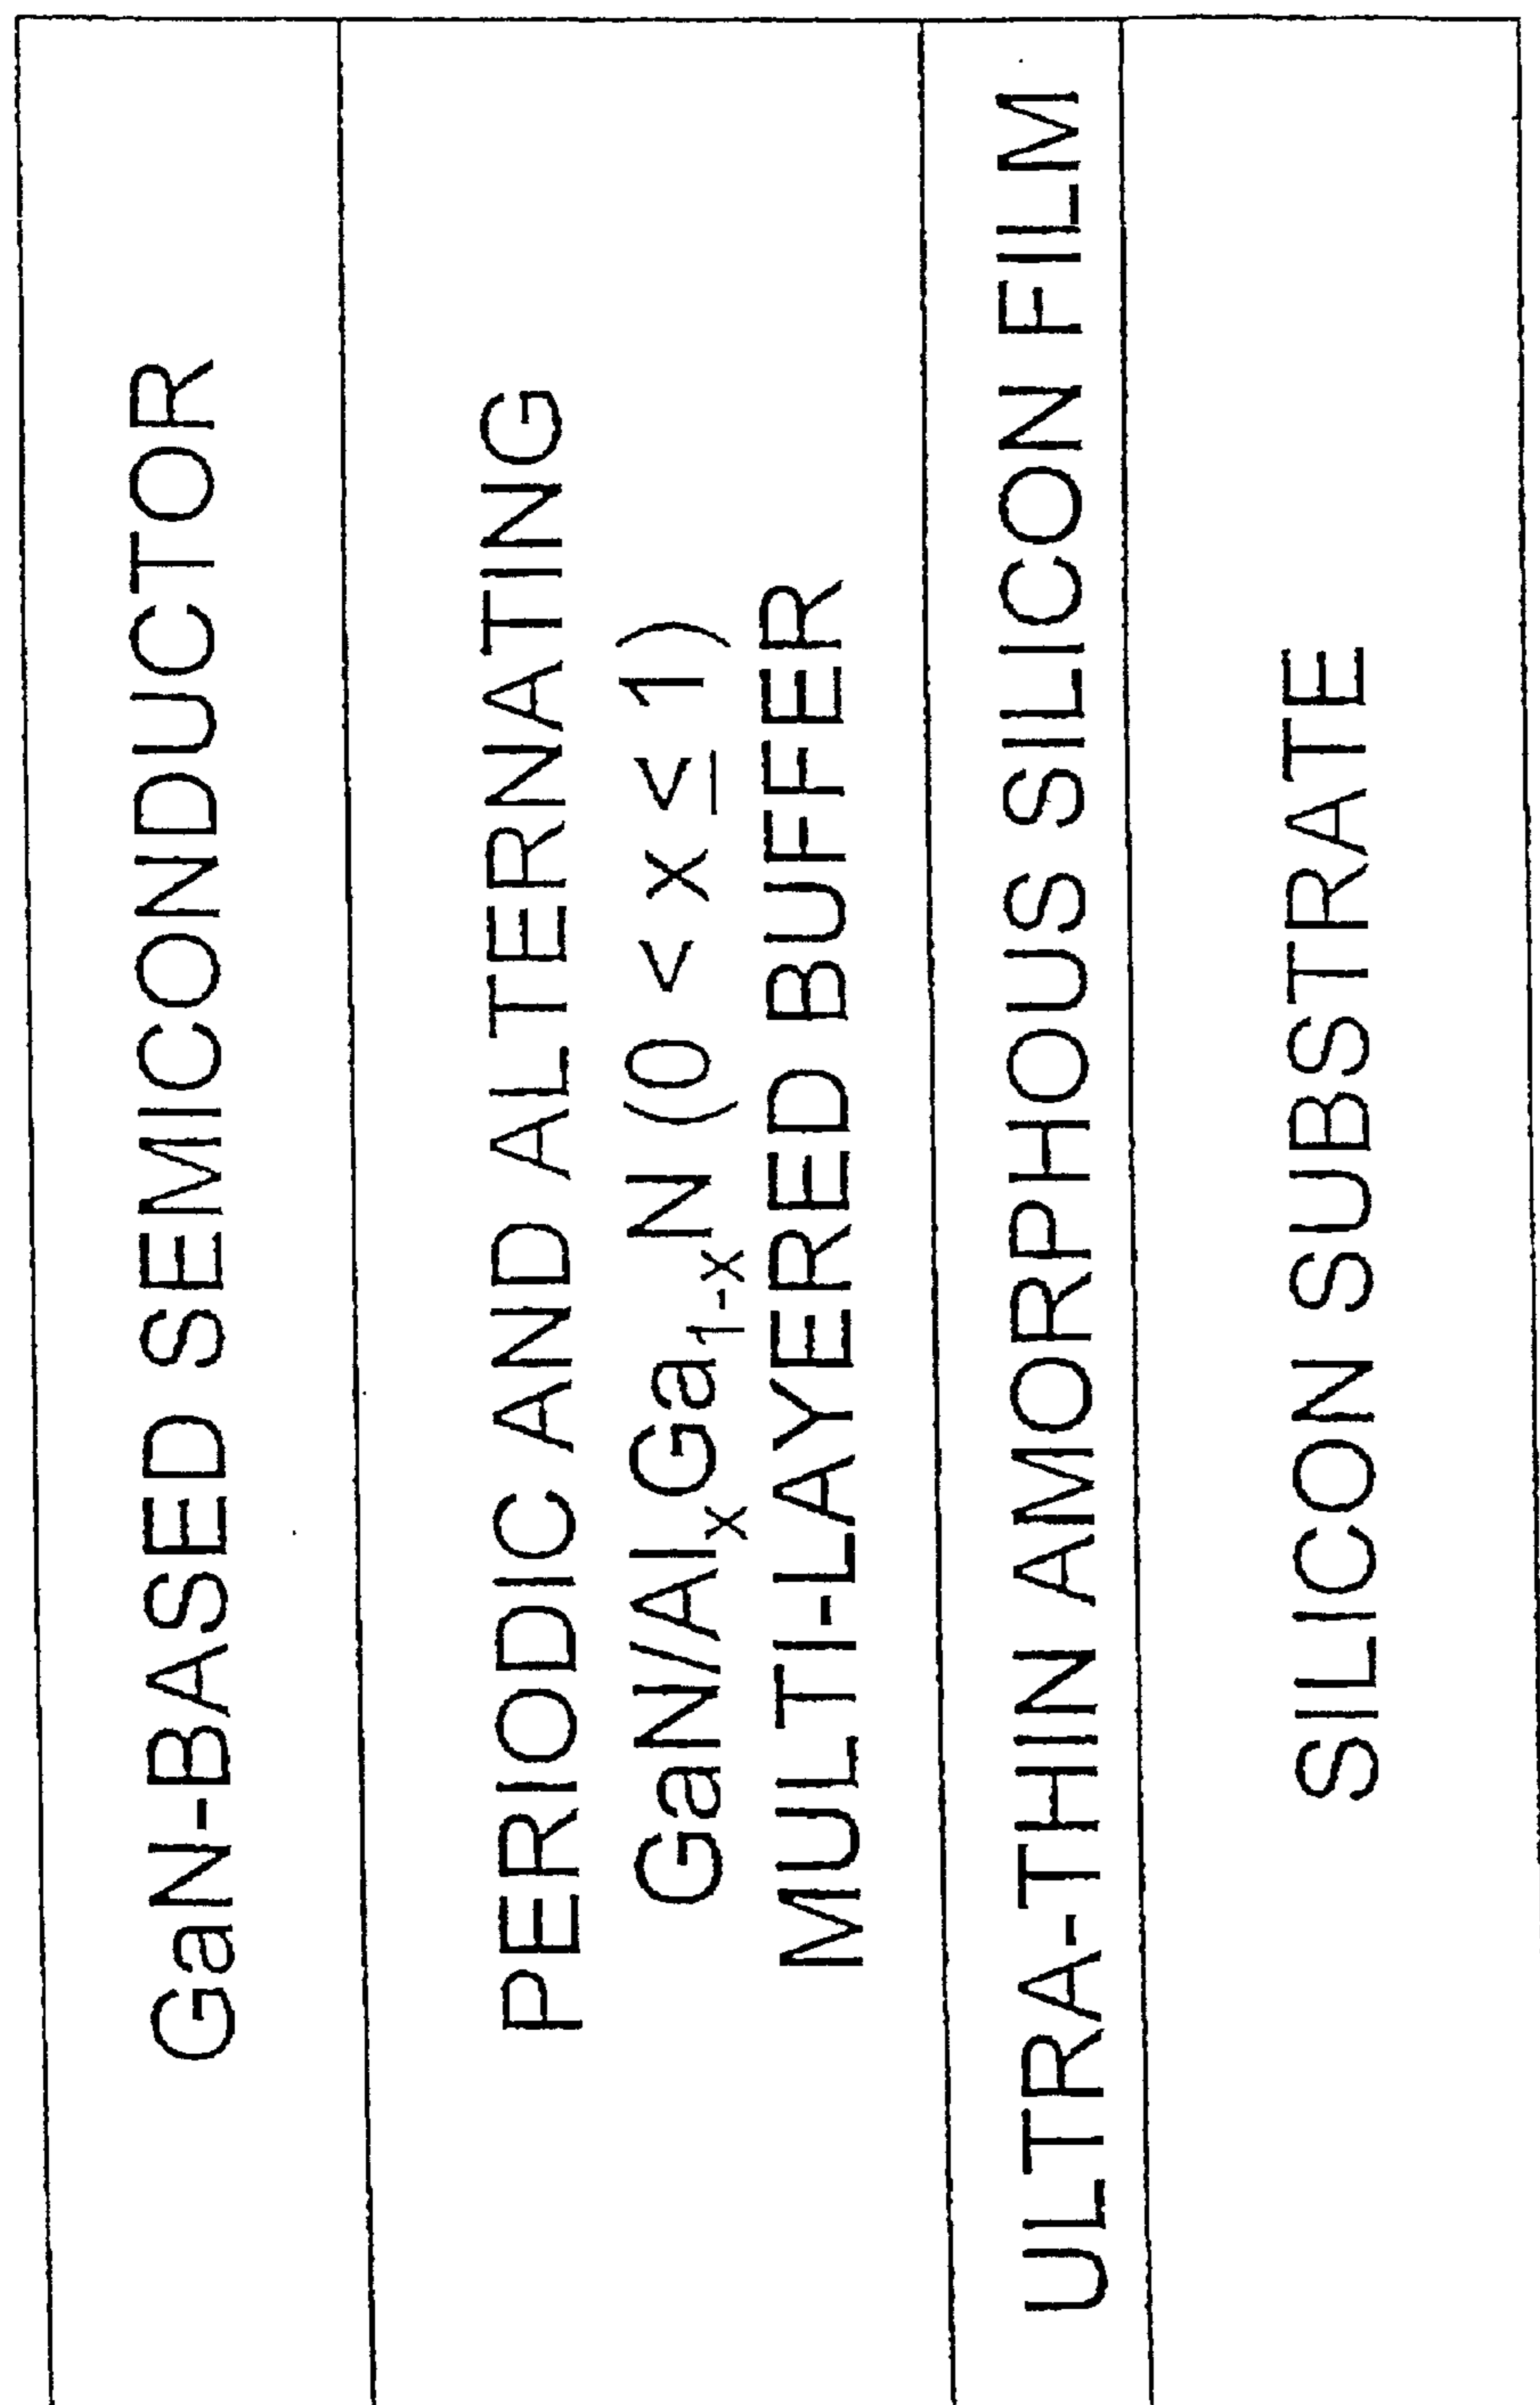 GaN-BASED SEMICONDUCTOR
PERIODIC AND ALTERNATING
GaN/AlₓGa₁₋ₓN (0 < x ≤ 1)
MULTI-LAYERED BUFFER
ULTRA-THIN AMORPHOUS SILICON FILM
SILICON SUBSTRATE